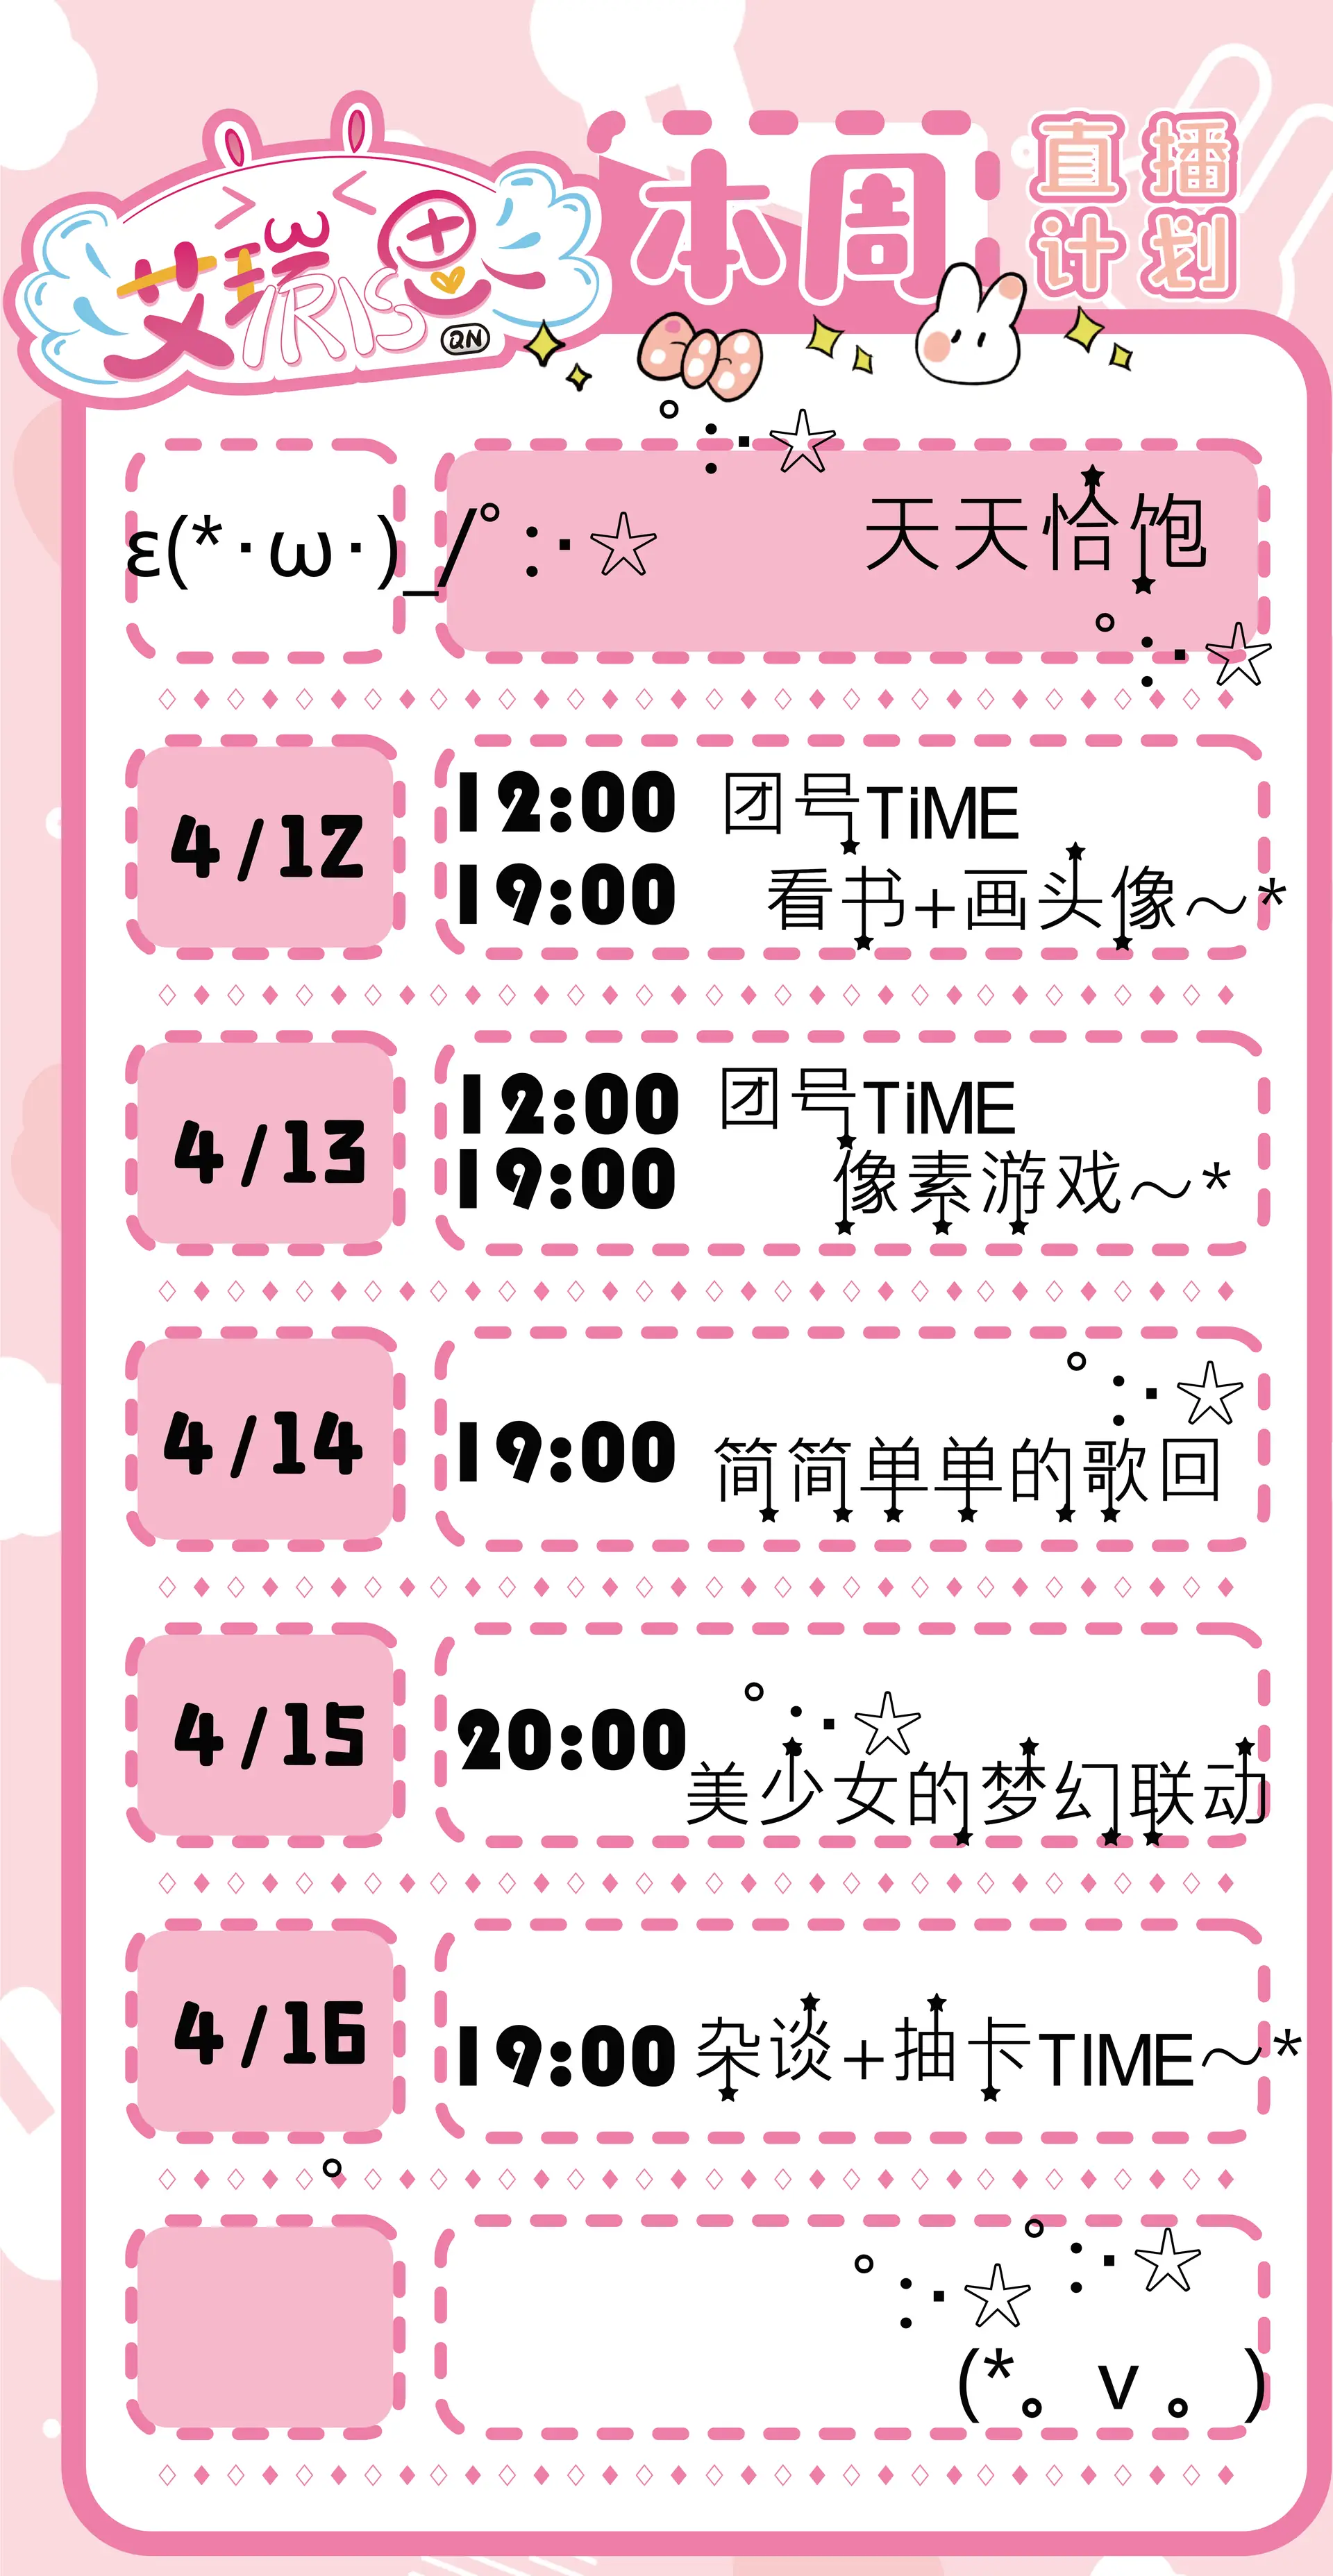 艾瑞思
IRIS
QN
本周
直播
计划
ε(*·ω·)_/°:·☆
°:·☆
天天恰饱
°:·☆
4/12
12:00 团号TiME
19:00 看书+画头像～*
4/13
12:00 团号TiME
19:00 像素游戏～*
4/14
°:·☆
19:00 简简单单的歌回
4/15
°:·☆
20:00 美少女的梦幻联动
4/16
19:00 杂谈+抽卡TIME～*
°:·☆ °:·☆
(*。v。)